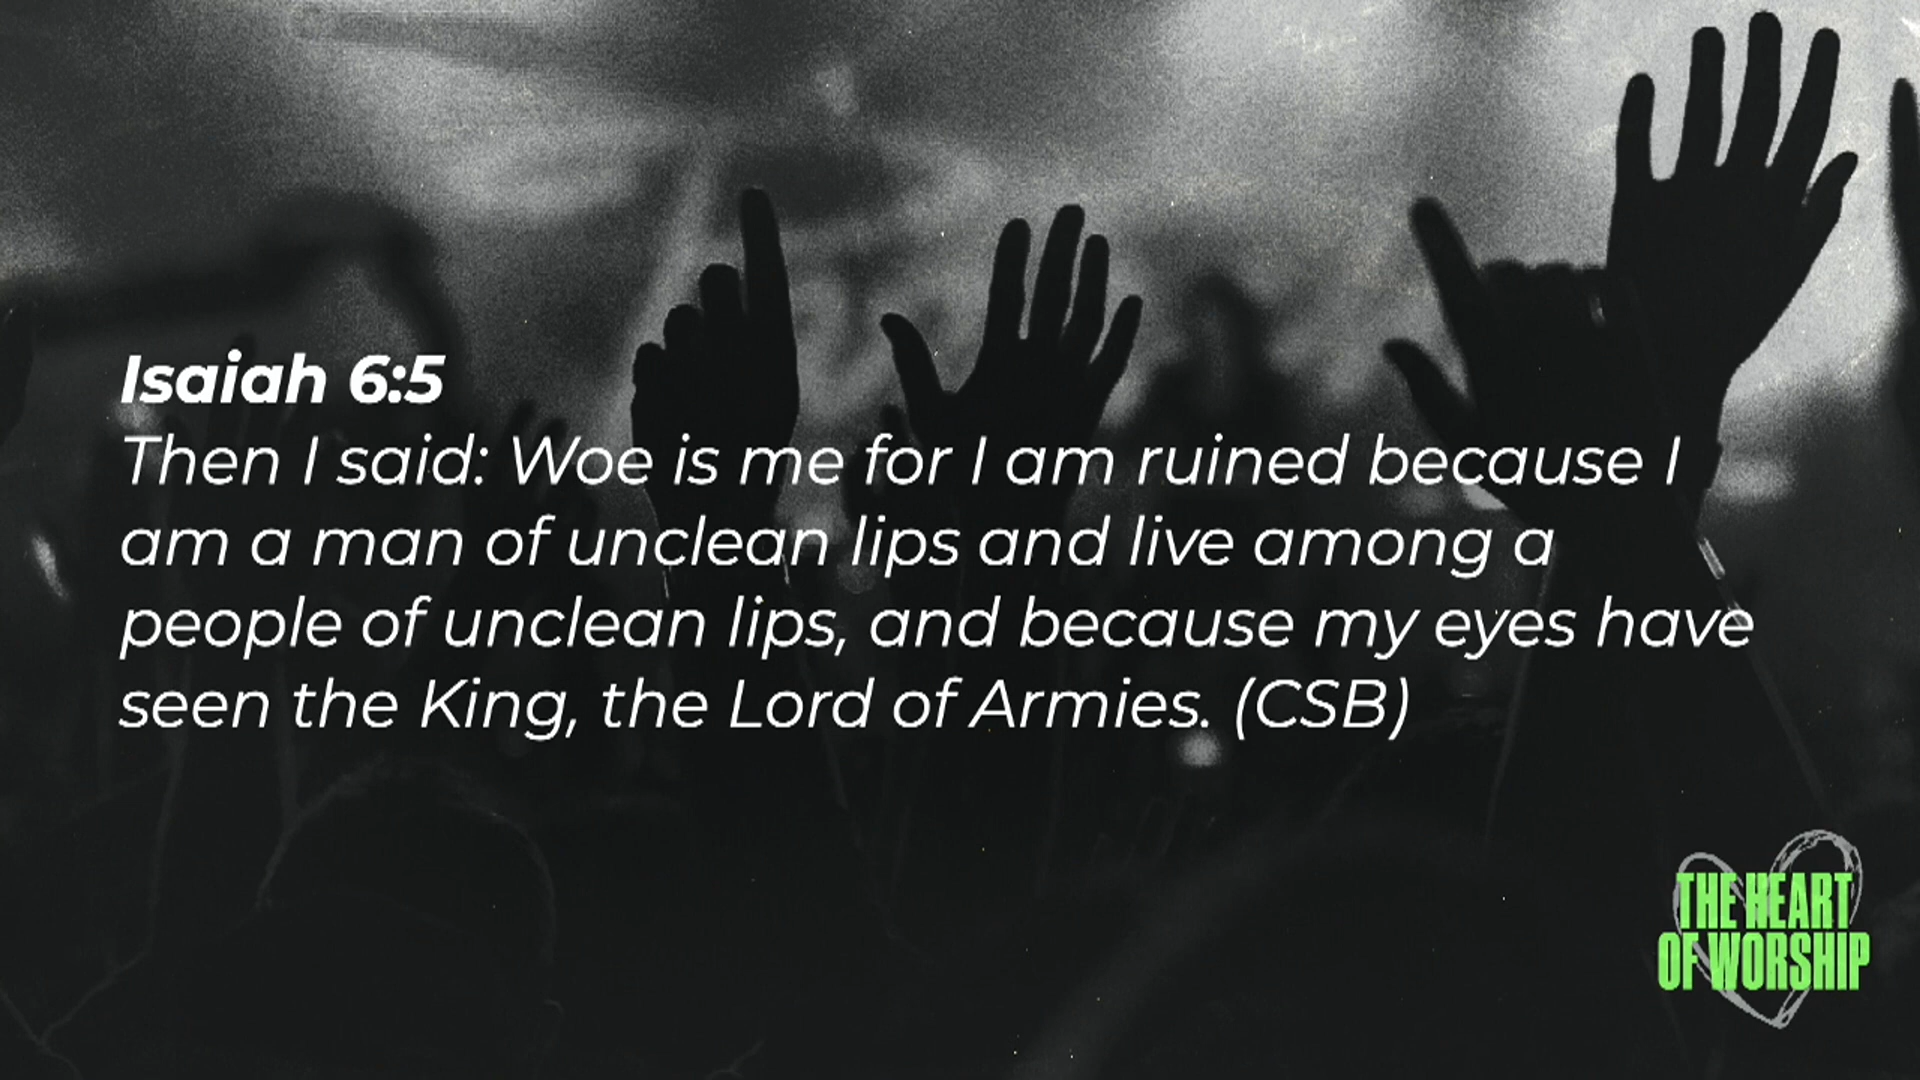 Isaiah 6:5
Then I said: Woe is me for I am ruined because I
am a man of unclean lips and live among a
people of unclean lips, and because my eyes have
seen the King, the Lord of Armies. (CSB)
THE HEART
OF WORSHIP